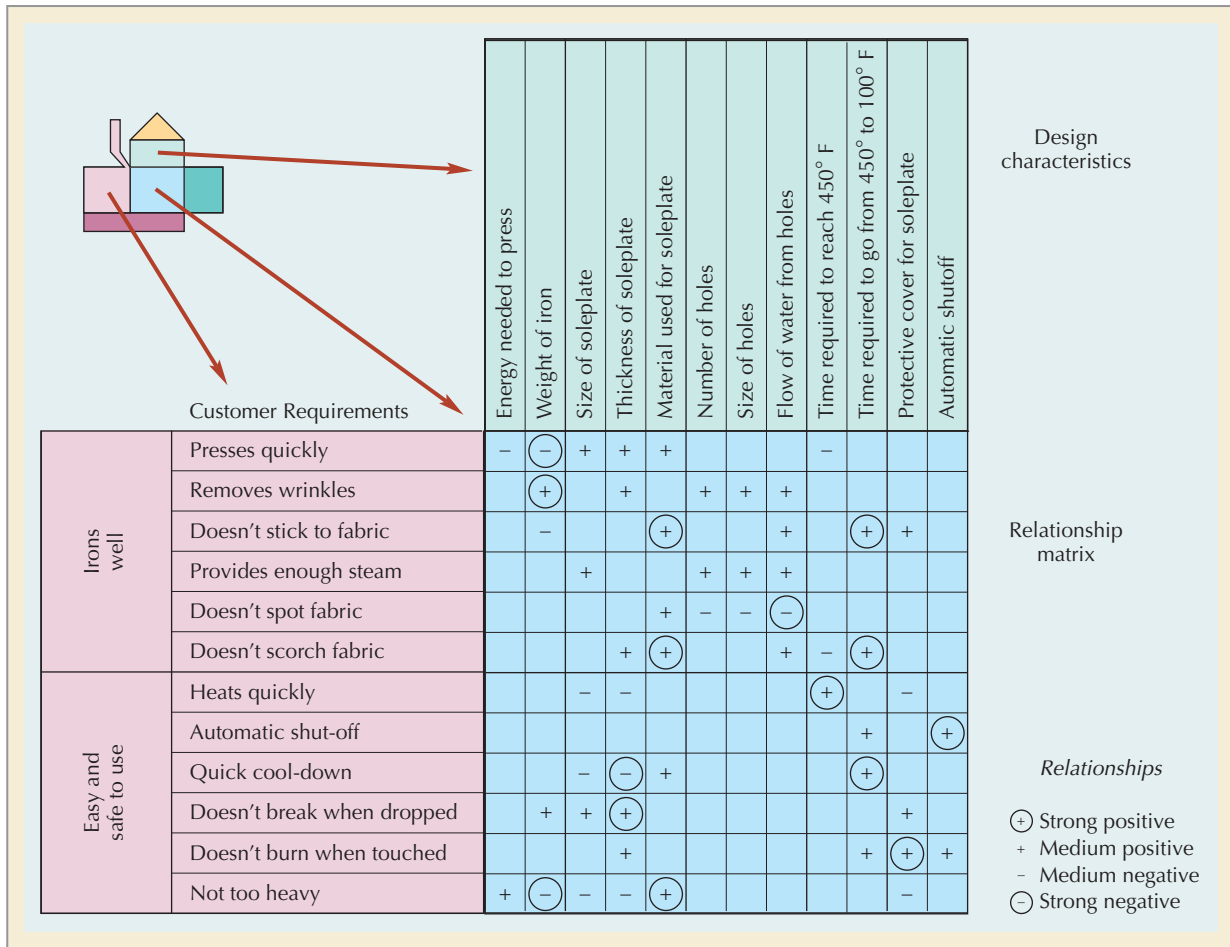 Design
characteristics
Energy needed to press
Weight of iron
Size of soleplate
Thickness of soleplate
Material used for soleplate
Number of holes
Size of holes
Flow of water from holes
Time required to reach 450° F
Time required to go from 450° to 100° F
Protective cover for soleplate
Automatic shutoff
Customer Requirements
Irons
well
Presses quickly – ⊖ + + + –
Removes wrinkles ⊕ + + + +
Doesn't stick to fabric – ⊕ + ⊕ +
Provides enough steam + + + +
Doesn't spot fabric + – – ⊖
Doesn't scorch fabric + ⊕ + – ⊕
Relationship
matrix
Easy and
safe to use
Heats quickly – – ⊕ –
Automatic shut-off + ⊕
Quick cool-down – ⊖ + ⊕
Doesn't break when dropped + + ⊕ +
Doesn't burn when touched + + ⊕ +
Not too heavy + ⊖ – – ⊕ –
Relationships
⊕ Strong positive
+ Medium positive
– Medium negative
⊖ Strong negative